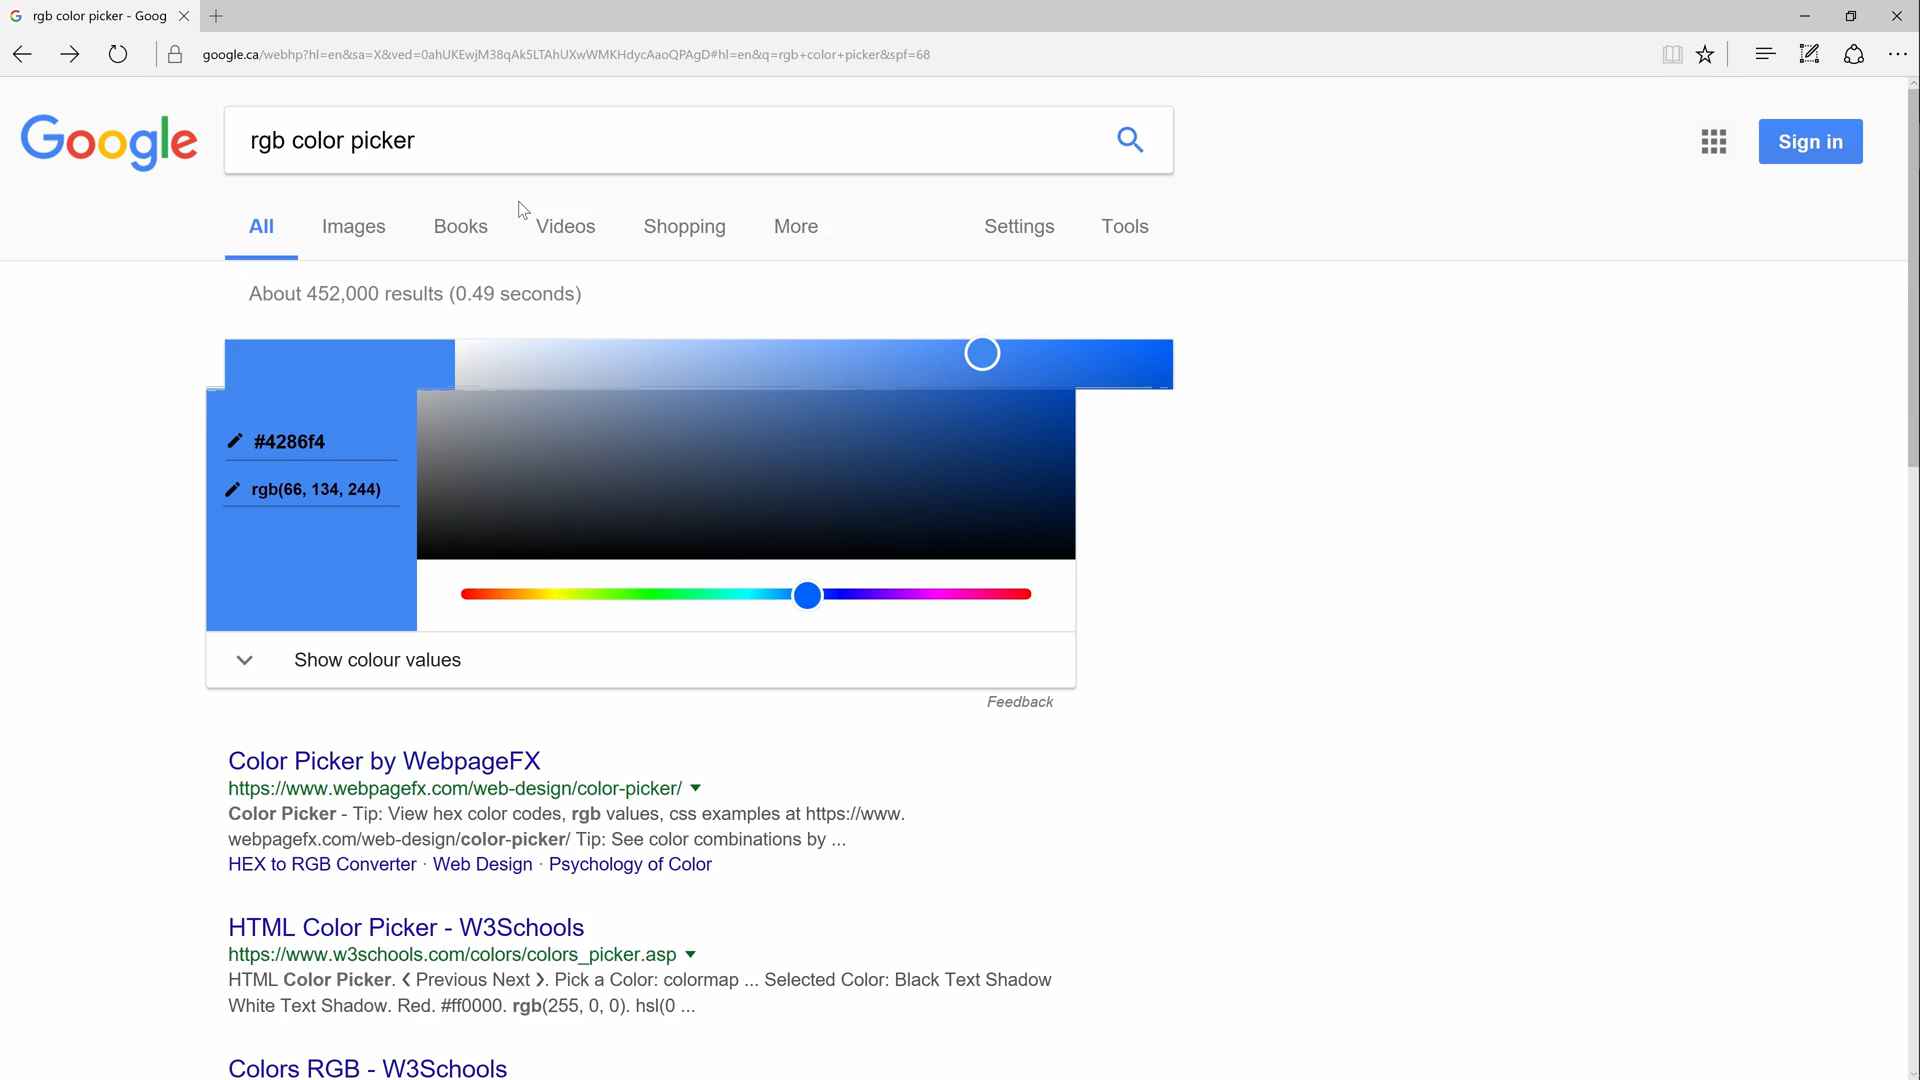 rgb color picker - Goog
google.ca/webhp?hl=en&sa=X&ved=0ahUKEwjM38qAk5LTAhUXwWMKHdycAaoQPAgD#hl=en&q=rgb+color+picker&spf=68
Google
rgb color picker
Sign in
All Images Books Videos Shopping More Settings Tools
About 452,000 results (0.49 seconds)
#4286f4
rgb(66, 134, 244)
Show colour values
Feedback
Color Picker by WebpageFX
https://www.webpagefx.com/web-design/color-picker/
Color Picker - Tip: View hex color codes, rgb values, css examples at https://www.
webpagefx.com/web-design/color-picker/ Tip: See color combinations by ...
HEX to RGB Converter · Web Design · Psychology of Color
HTML Color Picker - W3Schools
https://www.w3schools.com/colors/colors_picker.asp
HTML Color Picker. ❮ Previous Next ❯. Pick a Color: colormap ... Selected Color: Black Text Shadow
White Text Shadow. Red. #ff0000. rgb(255, 0, 0). hsl(0 ...
Colors RGB - W3Schools